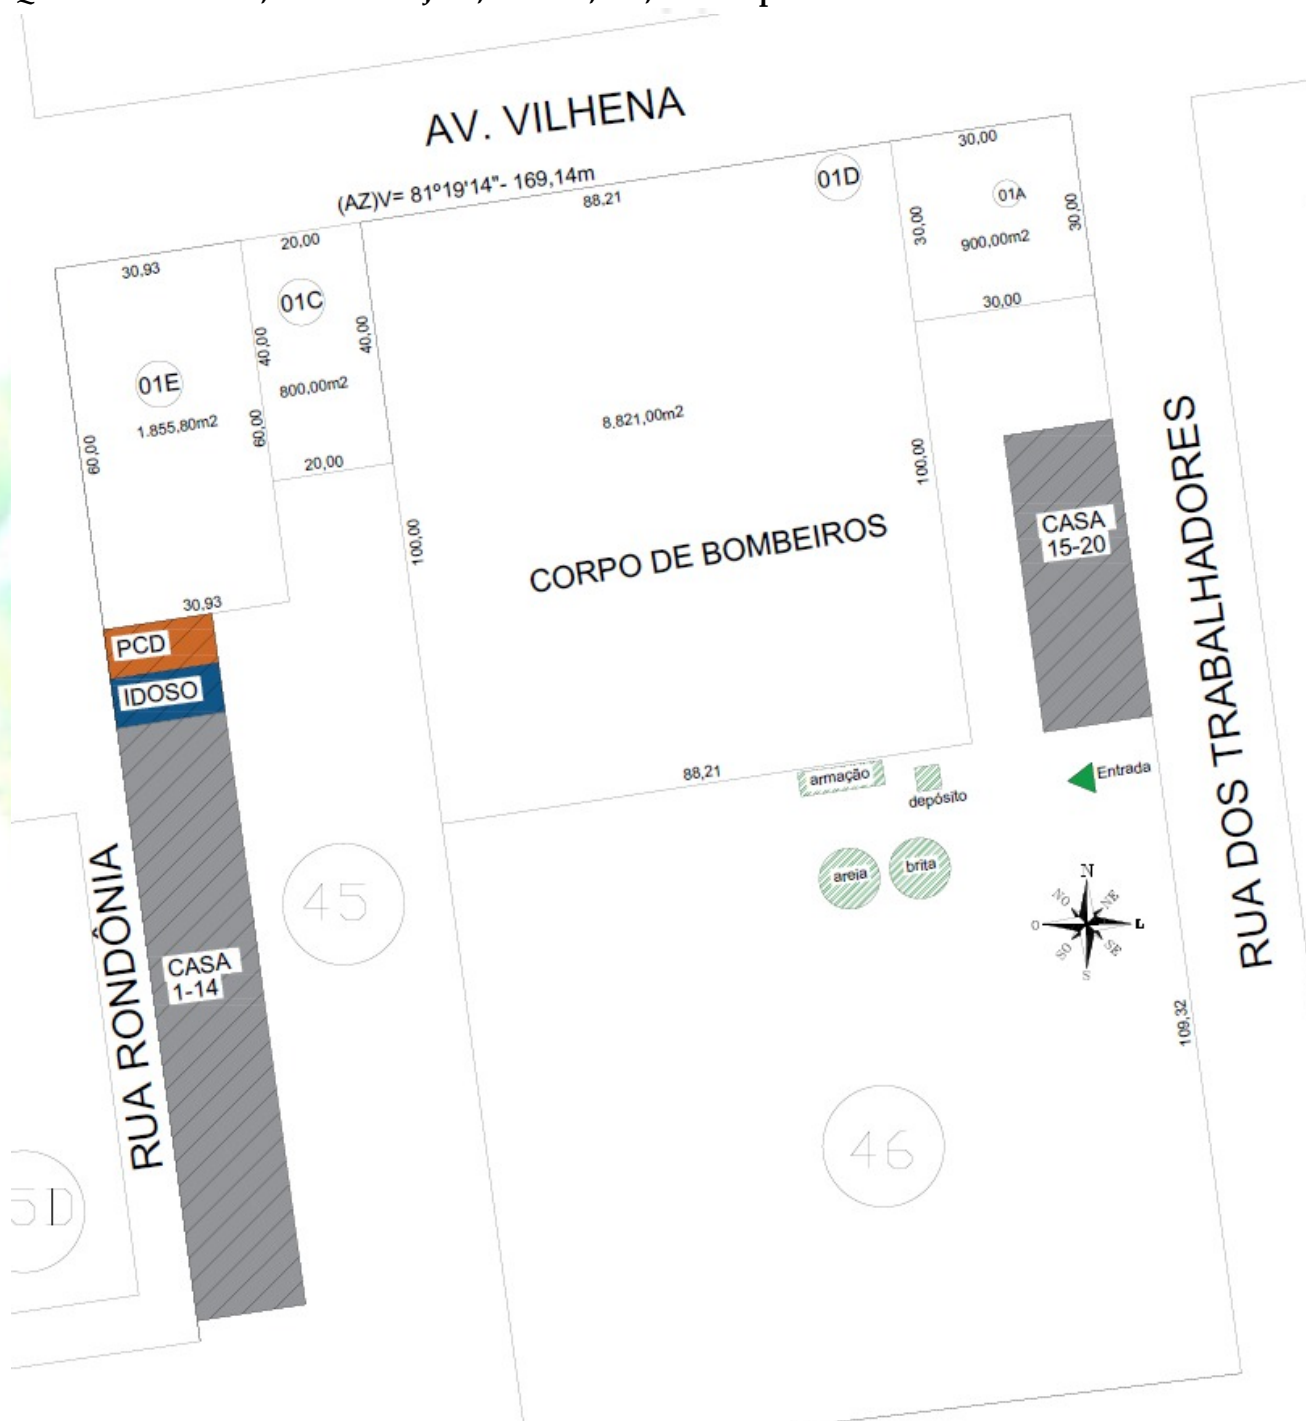 AV. VILHENA
(AZ)V= 81º19'14"- 169,14m
88,21
01D
30,00
01A
30,00
30,00
900,00m2
30,00
20,00
30,93
01C
40,00
40,00
800,00m2
01E
1.855,80m2
60,00
60,00
20,00
8.821,00m2
100,00
100,00
CORPO DE BOMBEIROS
CASA
15-20
RUA DOS TRABALHADORES
30,93
PCD
IDOSO
88,21
armação
depósito
Entrada
areia
brita
45
RUA RONDÔNIA
CASA
1-14
N
NO
NE
O
L
SO
SE
S
109,32
46
5D